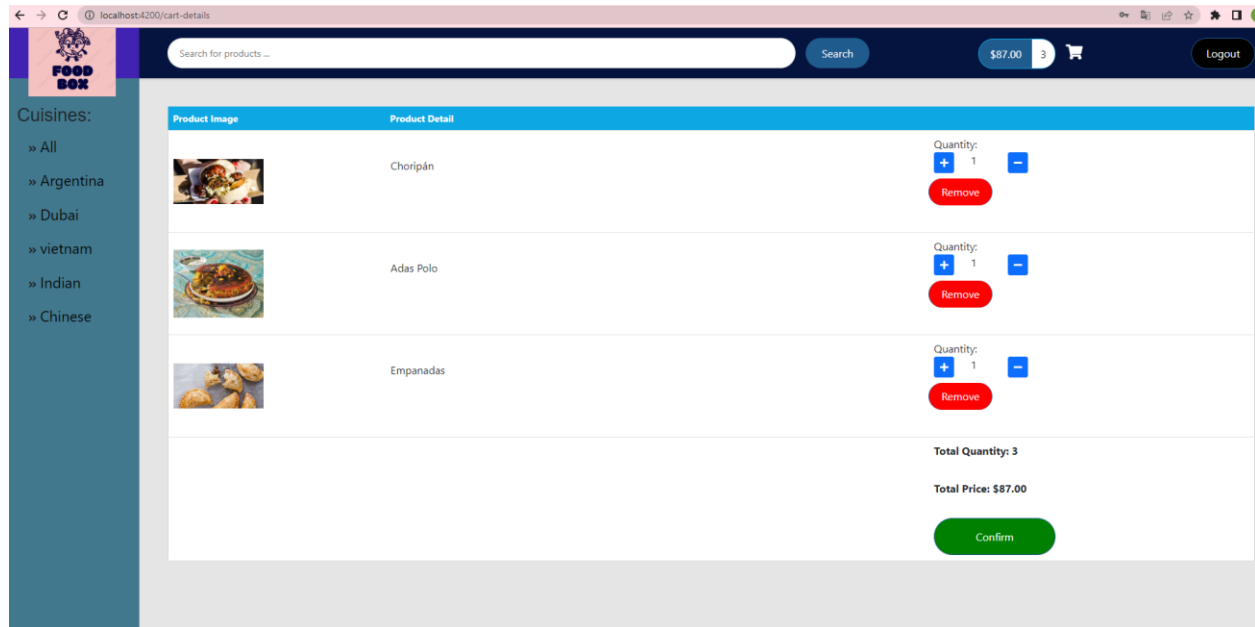 localhost:4200/cart-details
FOOD
BOX
Search for products ...
Search
$87.00 3
Logout
Cuisines:
» All
» Argentina
» Dubai
» vietnam
» Indian
» Chinese
Product Image Product Detail
Choripán
Quantity:
+ 1 −
Remove
Adas Polo
Quantity:
+ 1 −
Remove
Empanadas
Quantity:
+ 1 −
Remove
Total Quantity: 3
Total Price: $87.00
Confirm